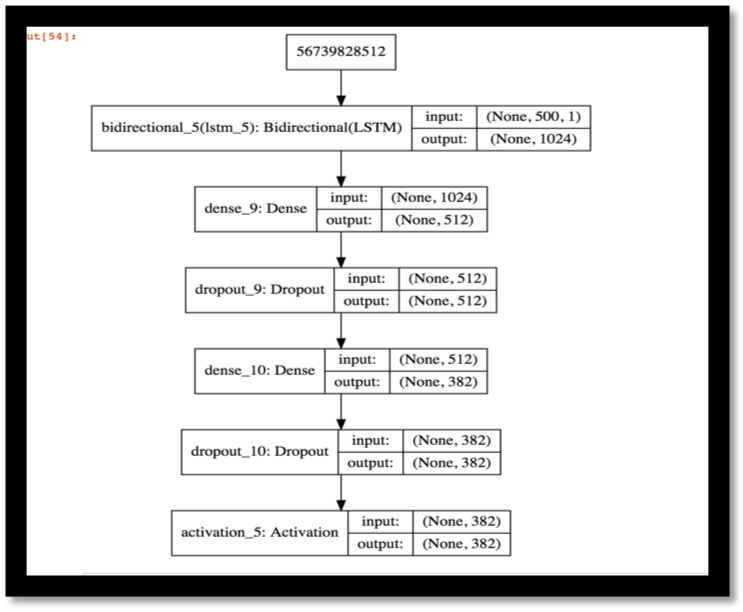 ut[54]:
56739828512
bidirectional_5(lstm_5): Bidirectional(LSTM)
input: (None, 500, 1)
output: (None, 1024)
dense_9: Dense
input: (None, 1024)
output: (None, 512)
dropout_9: Dropout
input: (None, 512)
output: (None, 512)
dense_10: Dense
input: (None, 512)
output: (None, 382)
dropout_10: Dropout
input: (None, 382)
output: (None, 382)
activation_5: Activation
input: (None, 382)
output: (None, 382)